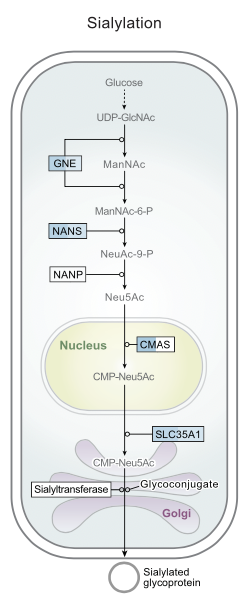 Sialylation
Glucose
UDP-GlcNAc
GNE
ManNAc
ManNAc-6-P
NANS
NeuAc-9-P
NANP
Neu5Ac
Nucleus
CMAS
CMP-Neu5Ac
SLC35A1
CMP-Neu5Ac
Sialyltransferase
Glycoconjugate
Golgi
Sialylated
glycoprotein